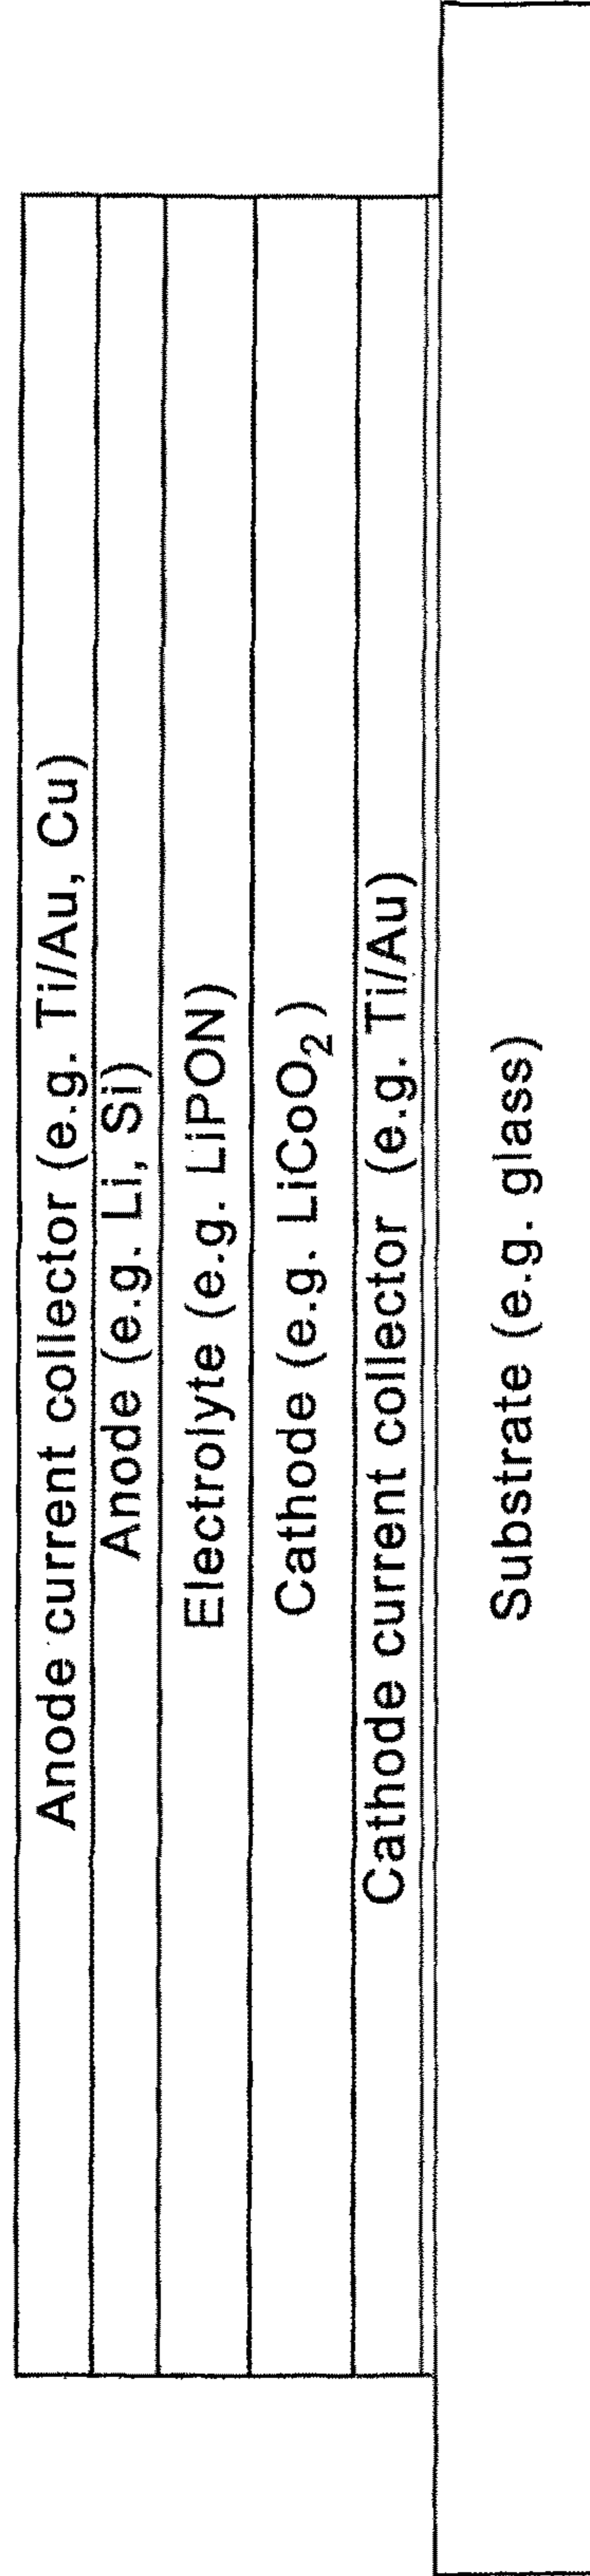 Anode current collector (e.g. Ti/Au, Cu)
Anode (e.g. Li, Si)
Electrolyte (e.g. LiPON)
Cathode (e.g. LiCoO₂ )
Cathode current collector (e.g. Ti/Au)
Substrate (e.g. glass)